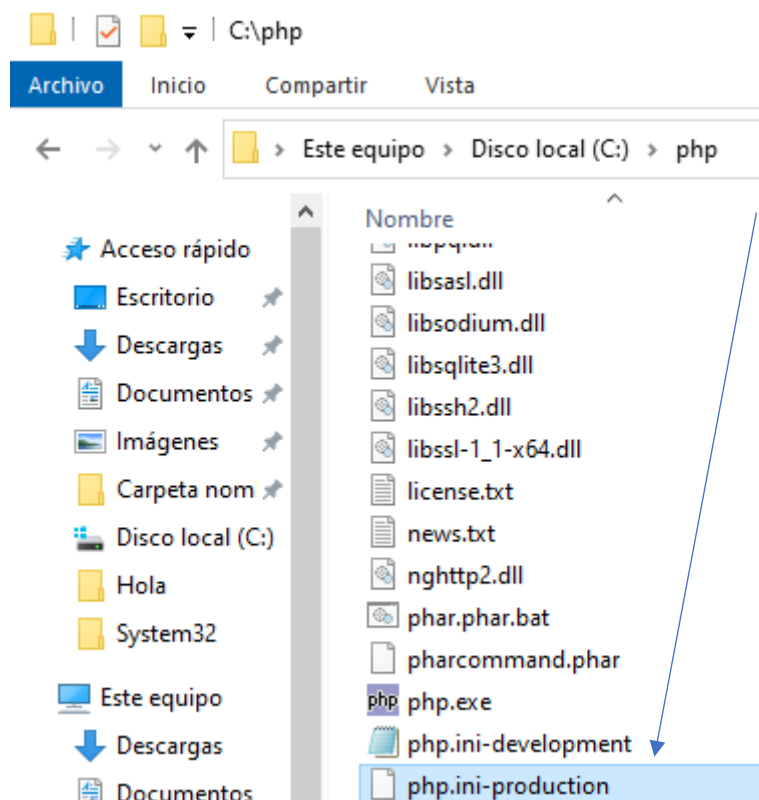 C:\php
Archivo Inicio Compartir Vista
Este equipo > Disco local (C:) > php
Nombre
Acceso rápido
Escritorio
Descargas
Documentos
Imágenes
Carpeta nom
Disco local (C:)
Hola
System32
Este equipo
Descargas
Documentos
libsasl.dll
libsodium.dll
libsqlite3.dll
libssh2.dll
libssl-1_1-x64.dll
license.txt
news.txt
nghttp2.dll
phar.phar.bat
pharcommand.phar
php php.exe
php.ini-development
php.ini-production